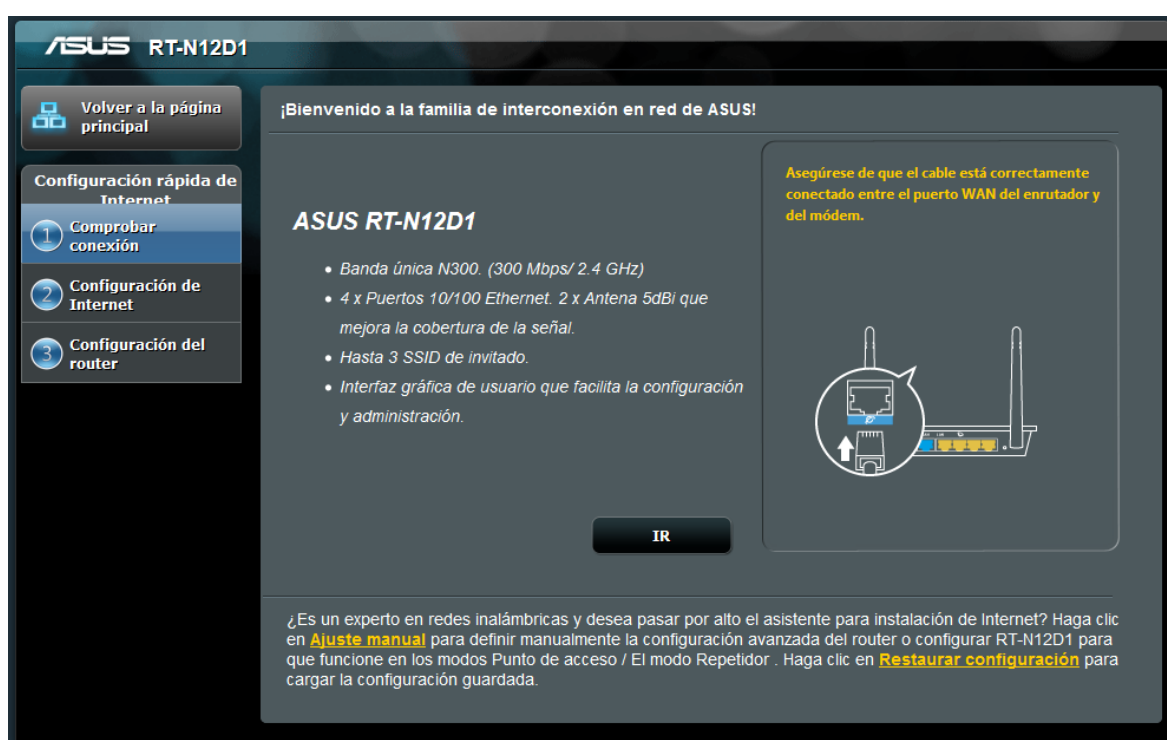 ASUS RT-N12D1
Volver a la página
principal
Configuración rápida de
Internet
1 Comprobar
conexión
2 Configuración de
Internet
3 Configuración del
router
¡Bienvenido a la familia de interconexión en red de ASUS!
ASUS RT-N12D1
• Banda única N300. (300 Mbps/ 2.4 GHz)
• 4 x Puertos 10/100 Ethernet. 2 x Antena 5dBi que
mejora la cobertura de la señal.
• Hasta 3 SSID de invitado.
• Interfaz gráfica de usuario que facilita la configuración
y administración.
Asegúrese de que el cable está correctamente
conectado entre el puerto WAN del enrutador y
del módem.
IR
¿Es un experto en redes inalámbricas y desea pasar por alto el asistente para instalación de Internet? Haga clic
en Ajuste manual para definir manualmente la configuración avanzada del router o configurar RT-N12D1 para
que funcione en los modos Punto de acceso / El modo Repetidor . Haga clic en Restaurar configuración para
cargar la configuración guardada.